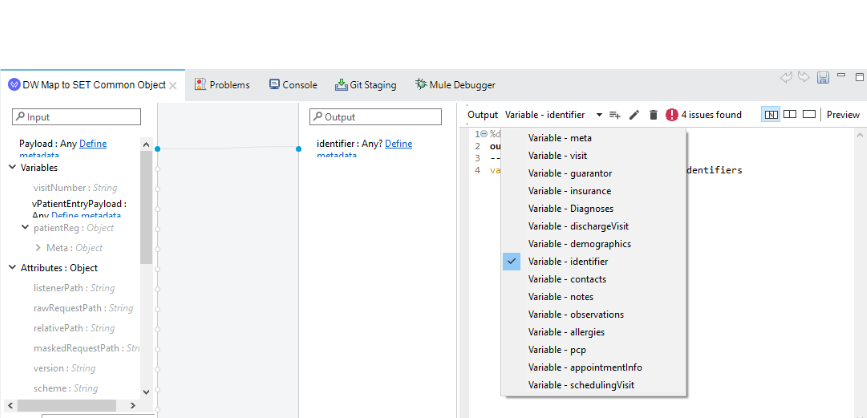 DW Map to SET Common Object
Problems
Console
Git Staging
Mule Debugger
Input
Payload : Any Define
metadata
Variables
visitNumber : String
vPatientEntryPayload :
Any Define metadata
patientReg : Object
Meta : Object
Attributes : Object
listenerPath : String
rawRequestPath : String
relativePath : String
maskedRequestPath : Stri
version : String
scheme : String
Output
identifier : Any? Define
metadata
Output Variable - identifier 4 issues found Preview
1 %d
2 ou
3 --
4 va dentifiers
Variable - meta
Variable - visit
Variable - guarantor
Variable - insurance
Variable - Diagnoses
Variable - dischargeVisit
Variable - demographics
Variable - identifier
Variable - contacts
Variable - notes
Variable - observations
Variable - allergies
Variable - pcp
Variable - appointmentInfo
Variable - schedulingVisit